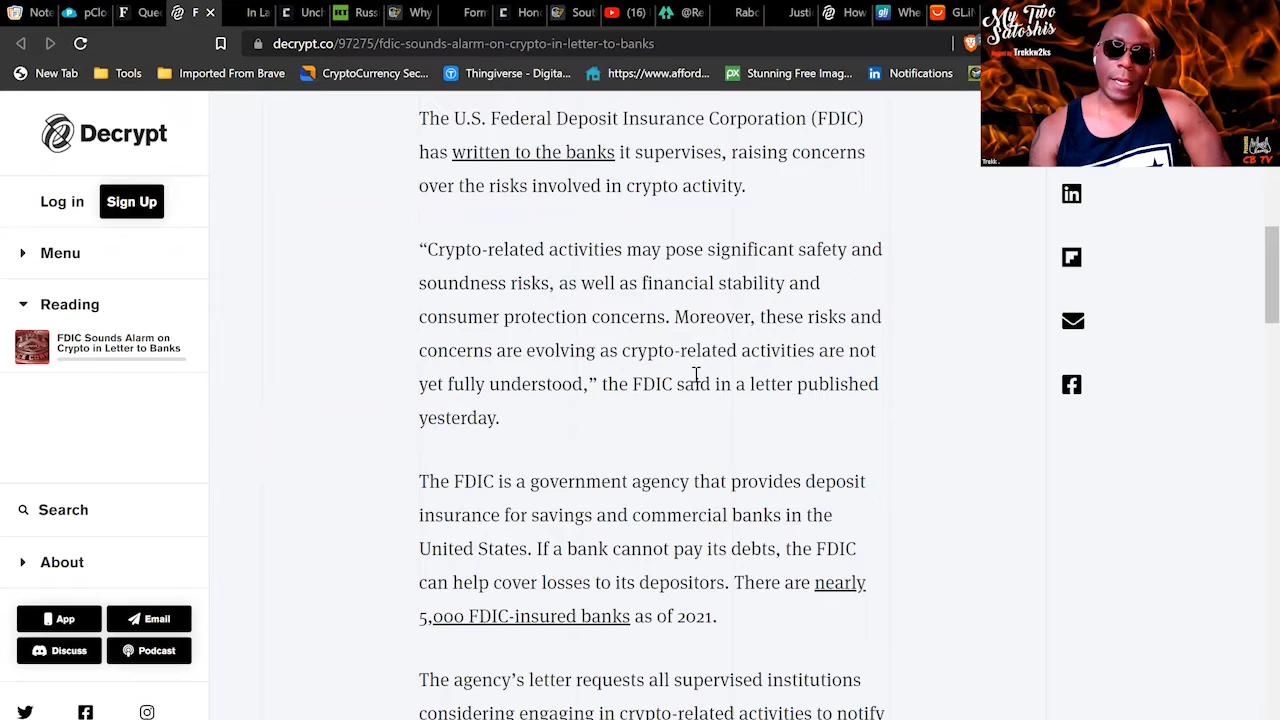 Note
pClo
Que
F
In La
Unch
Russ
Why
Form
Hone
Sout
(16)
@Re
Rabo
Justi
How
Whe
GLiN
decrypt.co/97275/fdic-sounds-alarm-on-crypto-in-letter-to-banks
New Tab
Tools
Imported From Brave
CryptoCurrency Sec...
Thingiverse - Digita...
https://www.afford...
Stunning Free Imag...
Notifications
My Two
Satoshis
Hosted by Trekkw2ks
Trekk .
CB TV
Decrypt
Log in
Sign Up
Menu
Reading
FDIC Sounds Alarm on
Crypto in Letter to Banks
Search
About
App
Email
Discuss
Podcast
The U.S. Federal Deposit Insurance Corporation (FDIC)
has written to the banks it supervises, raising concerns
over the risks involved in crypto activity.
“Crypto-related activities may pose significant safety and
soundness risks, as well as financial stability and
consumer protection concerns. Moreover, these risks and
concerns are evolving as crypto-related activities are not
yet fully understood,” the FDIC said in a letter published
yesterday.
The FDIC is a government agency that provides deposit
insurance for savings and commercial banks in the
United States. If a bank cannot pay its debts, the FDIC
can help cover losses to its depositors. There are nearly
5,000 FDIC-insured banks as of 2021.
The agency’s letter requests all supervised institutions
considering engaging in crypto-related activities to notify